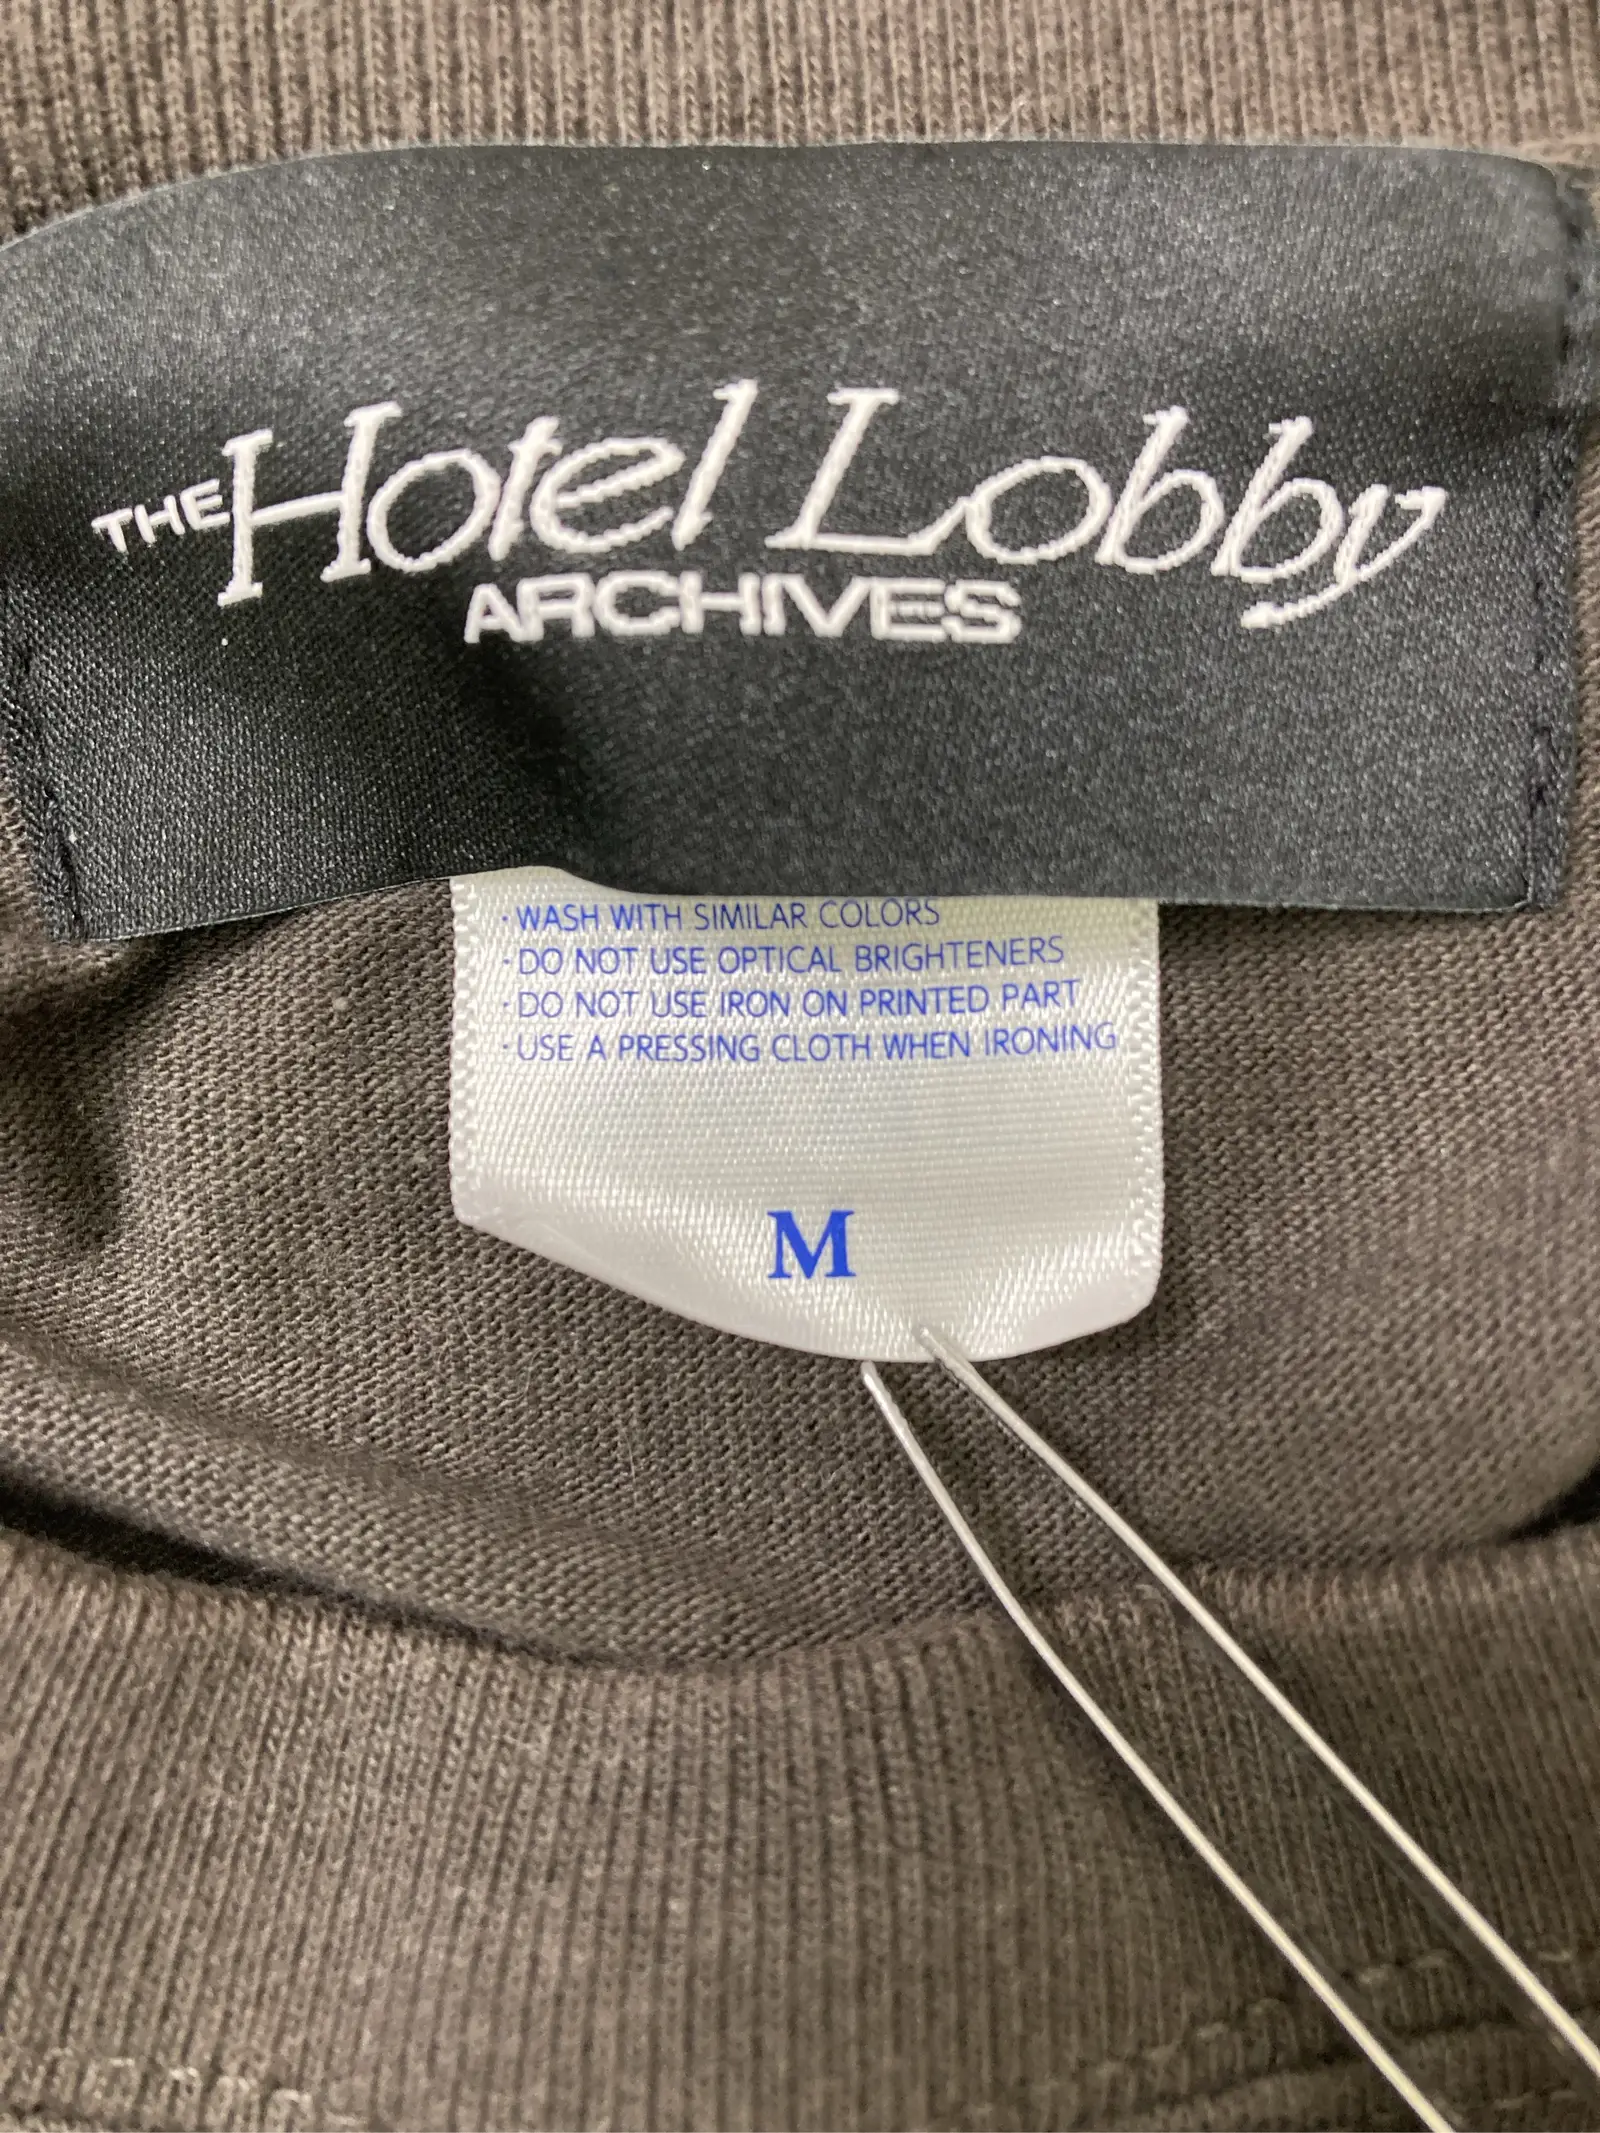 THE Hotel Lobby
ARCHIVES
· WASH WITH SIMILAR COLORS
· DO NOT USE OPTICAL BRIGHTENERS
· DO NOT USE IRON ON PRINTED PART
· USE A PRESSING CLOTH WHEN IRONING
M